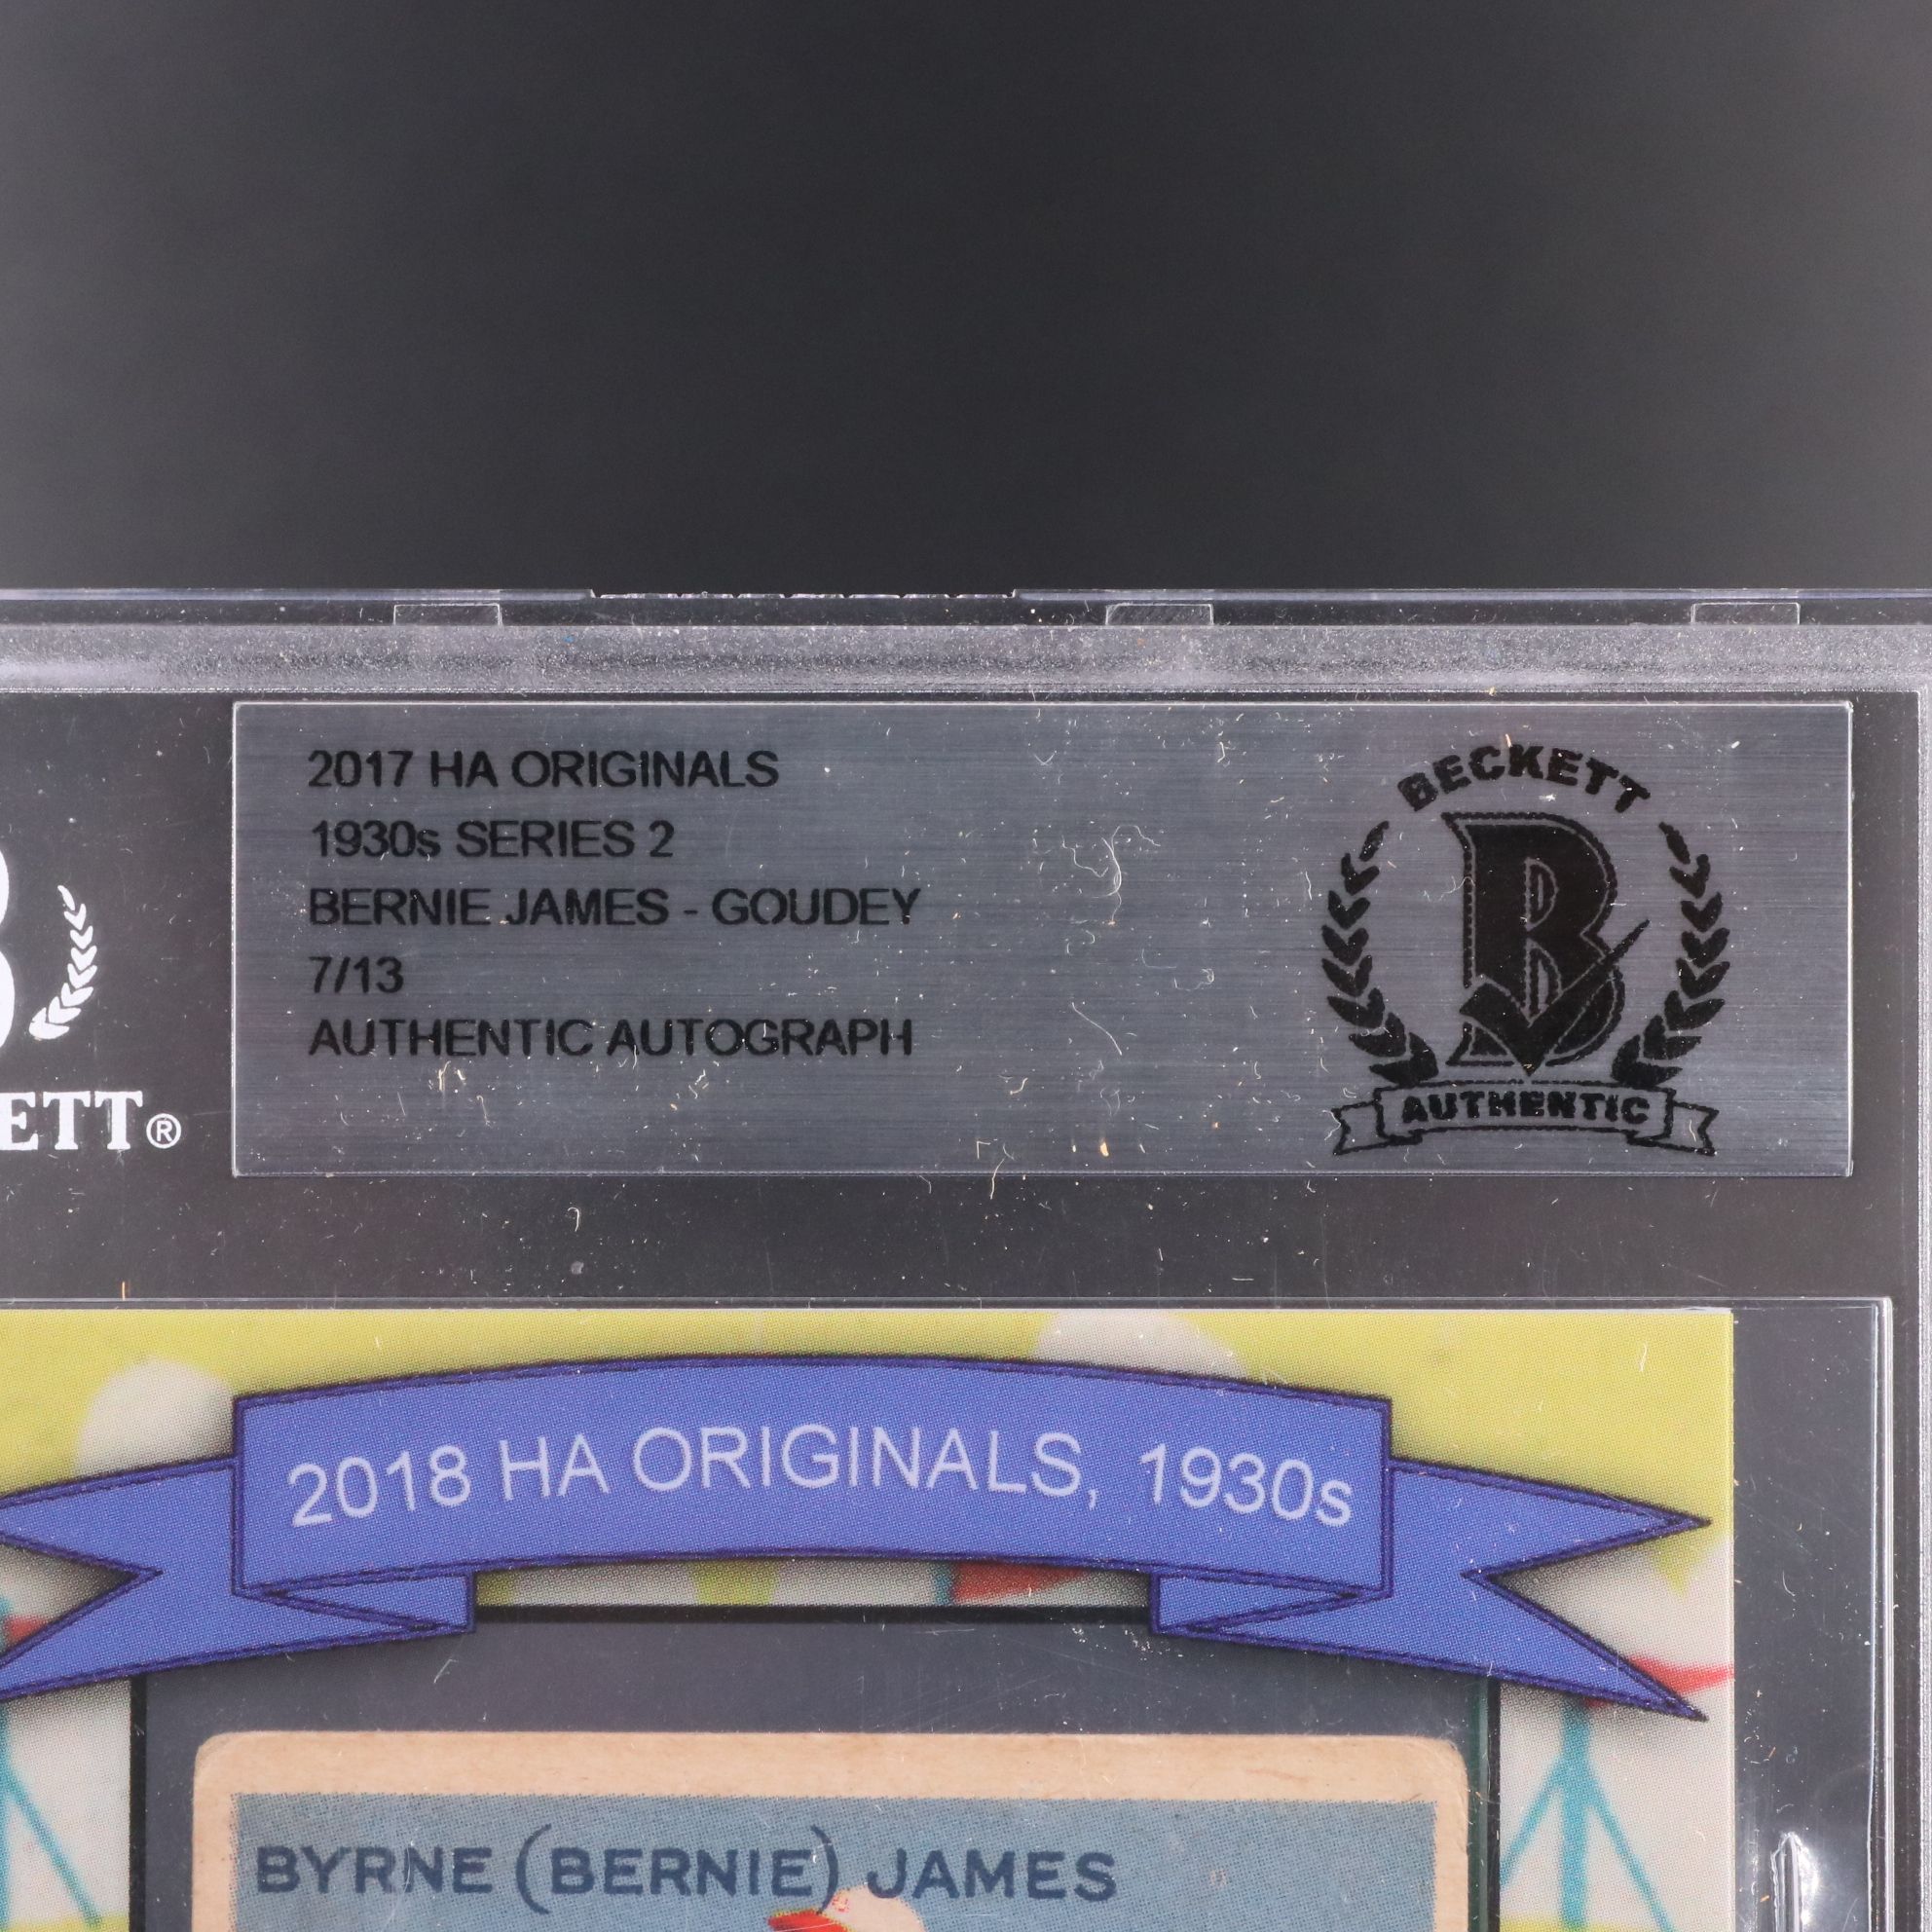 2017 HA ORIGINALS
1930s SERIES 2
BERNIE JAMES - GOUDEY
7/13
AUTHENTIC AUTOGRAPH
BECKETT
B
AUTHENTIC
ETT®
2018 HA ORIGINALS, 1930s
BYRNE (BERNIE) JAMES